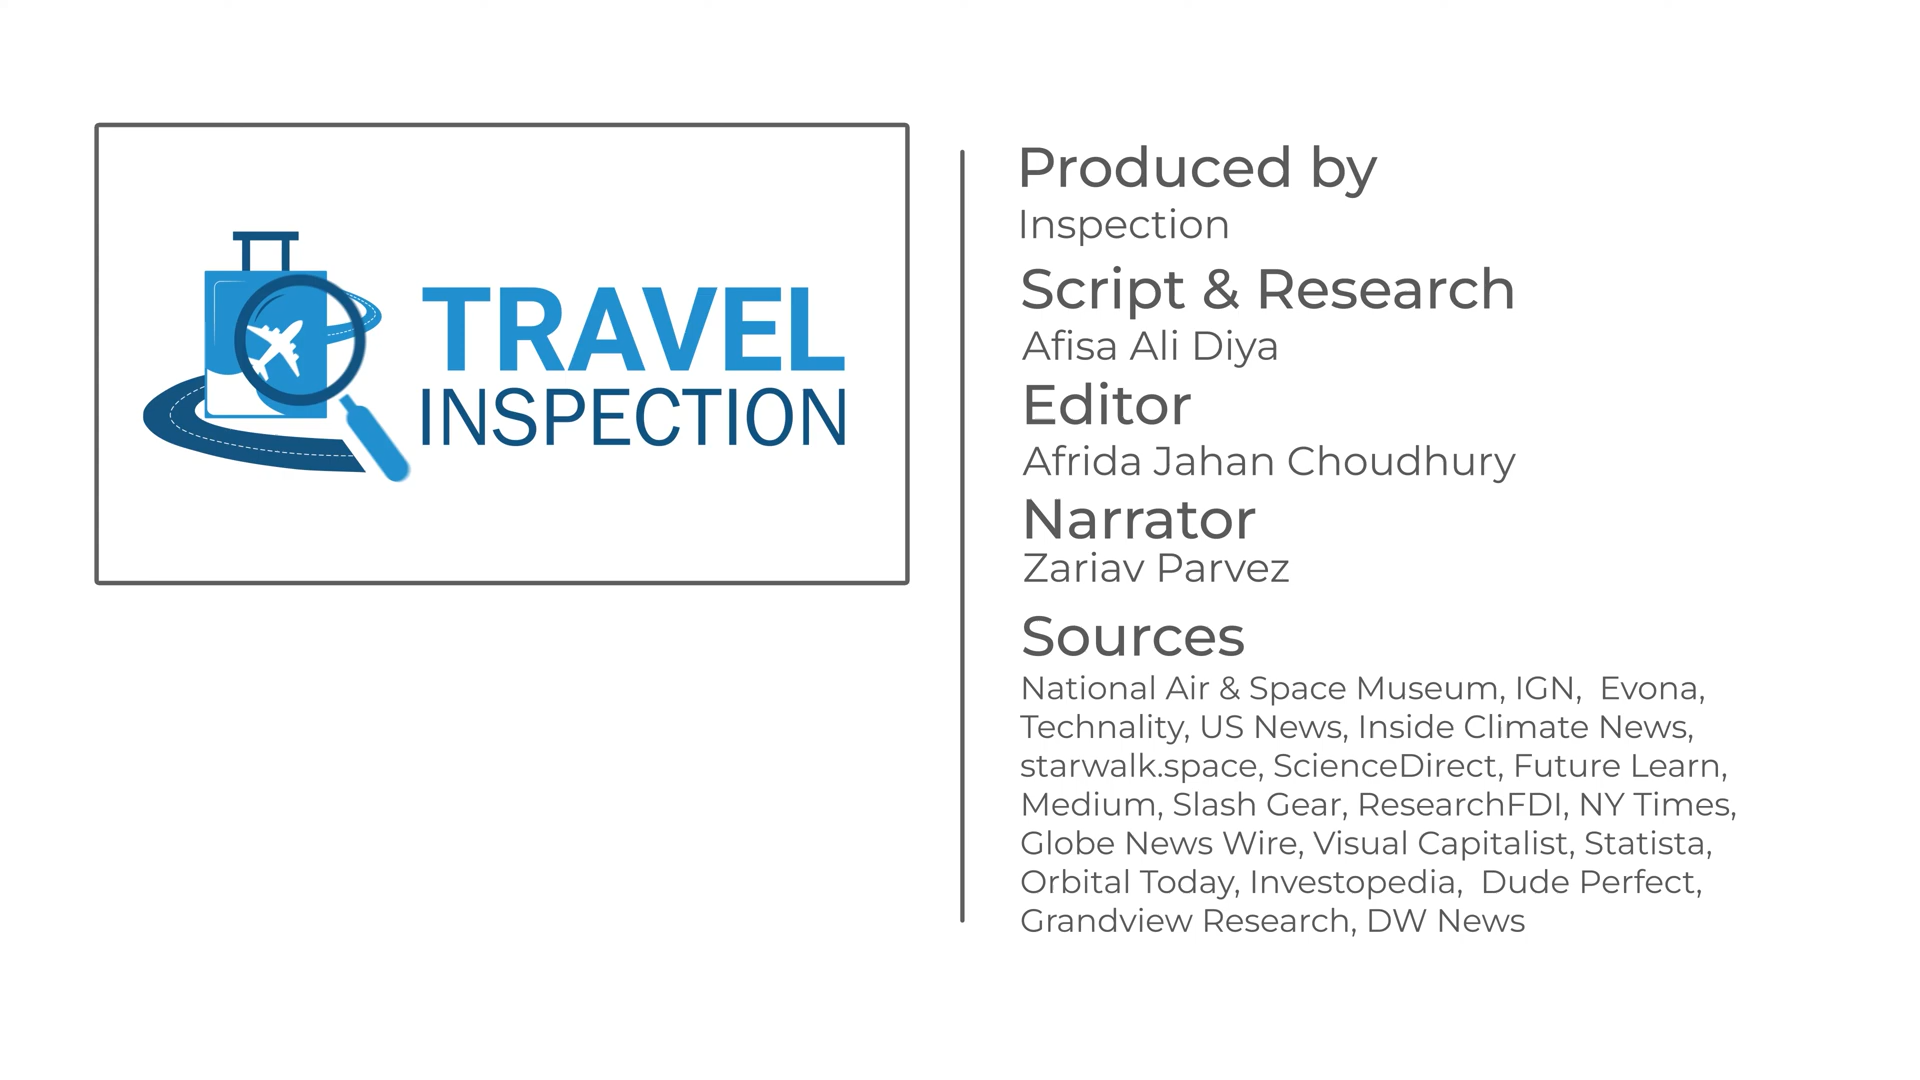 TRAVEL
INSPECTION
Produced by
Inspection
Script & Research
Afisa Ali Diya
Editor
Afrida Jahan Choudhury
Narrator
Zariav Parvez
Sources
National Air & Space Museum, IGN,  Evona,
Technality, US News, Inside Climate News,
starwalk.space, ScienceDirect, Future Learn,
Medium, Slash Gear, ResearchFDI, NY Times,
Globe News Wire, Visual Capitalist, Statista,
Orbital Today, Investopedia,  Dude Perfect,
Grandview Research, DW News